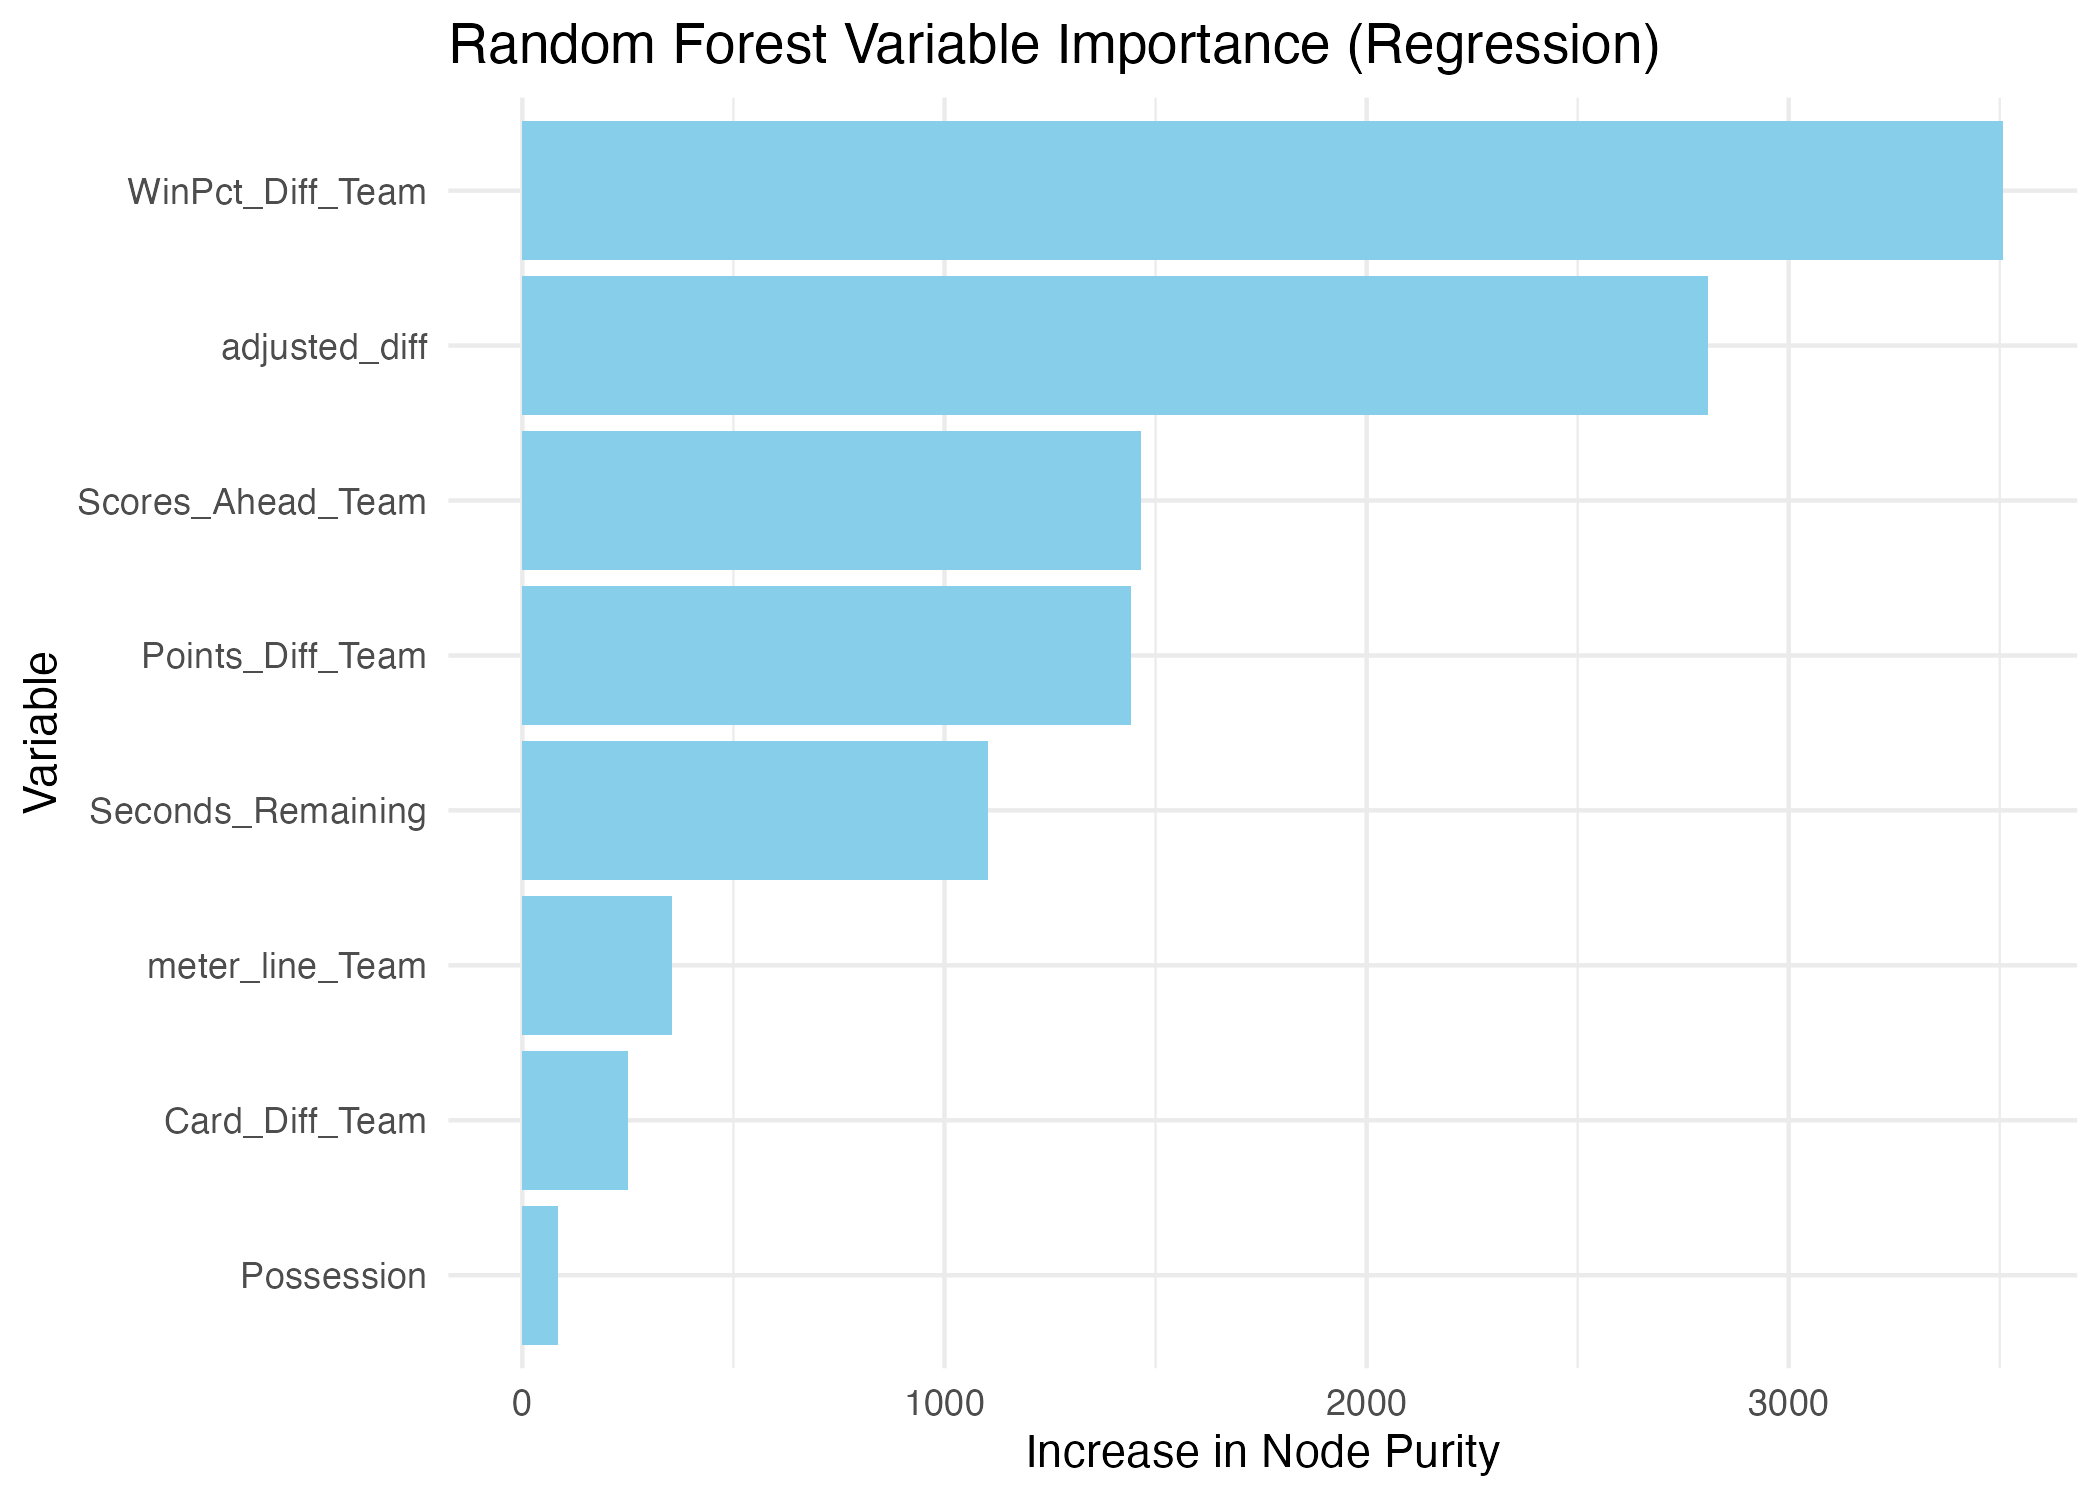 Random Forest Variable Importance (Regression)
WinPct_Diff_Team
adjusted_diff
Scores_Ahead_Team
Points_Diff_Team
Seconds_Remaining
meter_line_Team
Card_Diff_Team
Possession
Variable
0 1000 2000 3000
Increase in Node Purity